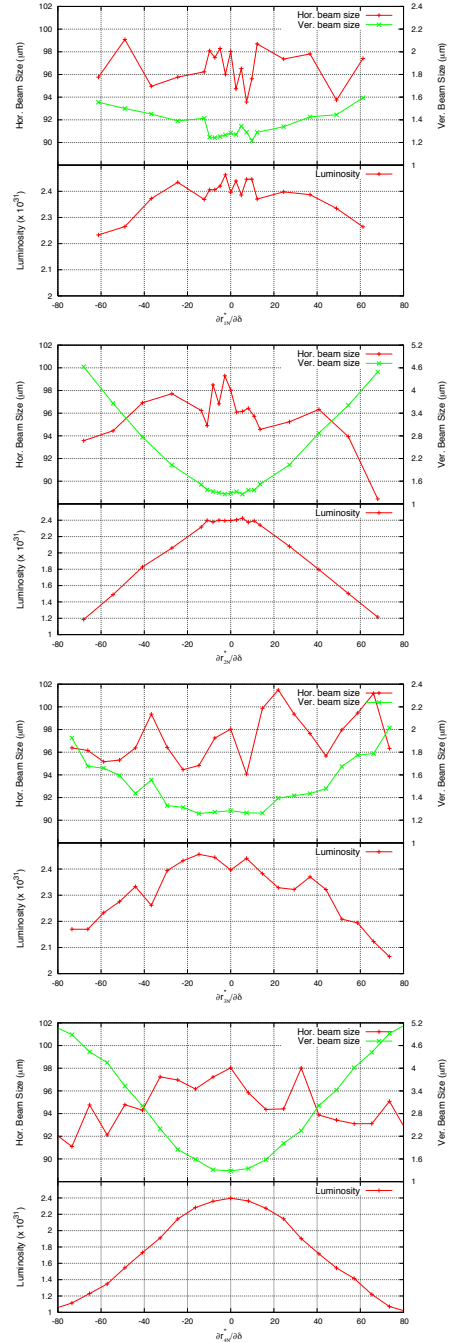 102
100
98
96
94
92
90
Hor. Beam Size (µm)
Hor. beam size
Ver. beam size
2.4
2.2
2
1.8
1.6
1.4
1.2
1
Ver. Beam Size (µm)
Luminosity
2.4
2.3
2.2
2.1
2
Luminosity (x 10^31)
-80 -60 -40 -20 0 20 40 60 80
∂r*_1N/∂δ
102
100
98
96
94
92
90
Hor. Beam Size (µm)
Hor. beam size
Ver. beam size
5.2
4.6
4
3.4
2.8
2.2
1.6
1
Ver. Beam Size (µm)
Luminosity
2.4
2.2
2
1.8
1.6
1.4
1.2
1
Luminosity (x 10^31)
-80 -60 -40 -20 0 20 40 60 80
∂r*_2N/∂δ
102
100
98
96
94
92
90
Hor. Beam Size (µm)
Hor. beam size
Ver. beam size
2.4
2.2
2
1.8
1.6
1.4
1.2
1
Ver. Beam Size (µm)
Luminosity
2.4
2.3
2.2
2.1
2
Luminosity (x 10^31)
-80 -60 -40 -20 0 20 40 60 80
∂r*_3N/∂δ
102
100
98
96
94
92
90
Hor. Beam Size (µm)
Hor. beam size
Ver. beam size
5.2
4.6
4
3.4
2.8
2.2
1.6
1
Ver. Beam Size (µm)
Luminosity
2.4
2.2
2
1.8
1.6
1.4
1.2
1
Luminosity (x 10^31)
-80 -60 -40 -20 0 20 40 60 80
∂r*_4N/∂δ